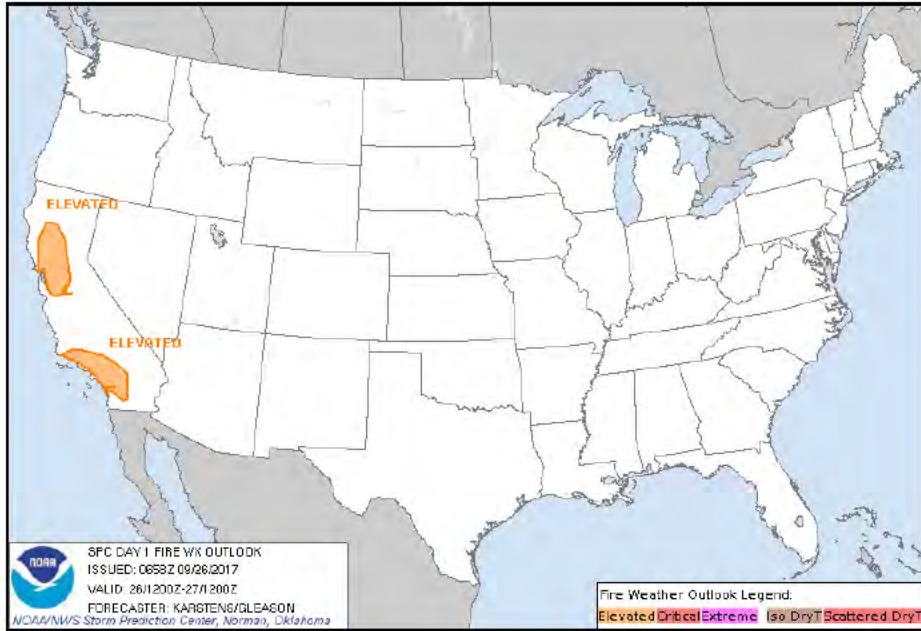 ELEVATED
ELEVATED
NOAA
SPC DAY 1 FIRE WX OUTLOOK
ISSUED: 0658Z 09/26/2017
VALID: 26/1200Z-27/1200Z
FORECASTER: KARSTENS/GLEASON
NOAA/NWS Storm Prediction Center, Norman, Oklahoma
Fire Weather Outlook Legend:
Elevated Critical Extreme Iso DryT Scattered DryT